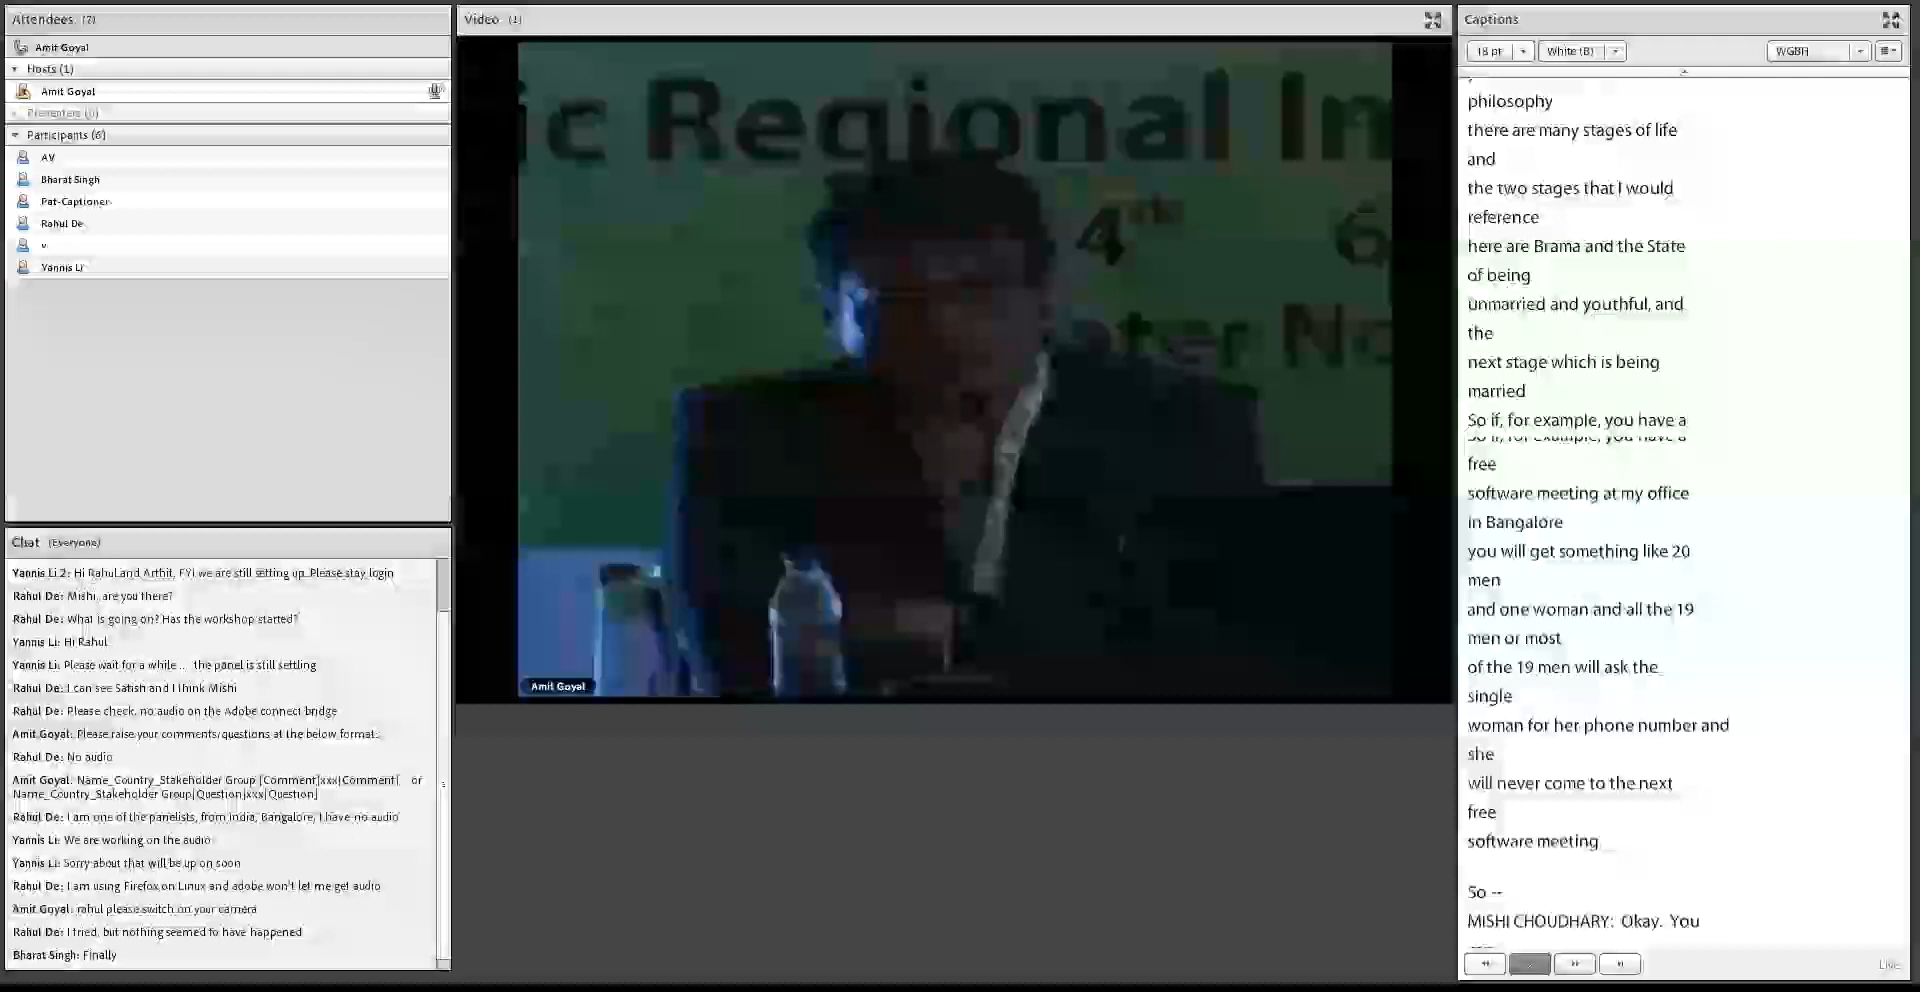 Attendees (7)
Amit Goyal
Hosts (1)
Amit Goyal
Presenters (0)
Participants (6)
AV
Bharat Singh
Pat-Captioner
Rahul De
v
Yannis Li
Chat (Everyone)
Yannis Li 2: Hi Rahul and Arthit, FYI we are still setting up. Please stay login
Rahul De: Mishi, are you there?
Rahul De: What is going on? Has the workshop started?
Yannis Li: Hi Rahul
Yannis Li: Please wait for a while... the panel is still settling
Rahul De: I can see Satish and I think Mishi
Rahul De: Please check, no audio on the Adobe connect bridge
Amit Goyal: Please raise your comments/questions at the below format:
Rahul De: No audio
Amit Goyal: Name_Country_Stakeholder Group [Comment]xxx[Comment] or
Name_Country_Stakeholder Group[Question]xxx[Question]
Rahul De: I am one of the panelists, from India, Bangalore, I have no audio
Yannis Li: We are working on the audio
Yannis Li: Sorry about that will be up on soon
Rahul De: I am using Firefox on Linux and adobe won't let me get audio
Amit Goyal: rahul please switch on your camera
Rahul De: I tried, but nothing seemed to have happened
Bharat Singh: Finally
Video (1)
ic Regional In
4th 6
ter No
Amit Goyal
Captions
18 pt
White (B)
WGBH
philosophy
there are many stages of life
and
the two stages that I would
reference
here are Brama and the State
of being
unmarried and youthful, and
the
next stage which is being
married
So if, for example, you have a
free
software meeting at my office
in Bangalore
you will get something like 20
men
and one woman and all the 19
men or most
of the 19 men will ask the
single
woman for her phone number and
she
will never come to the next
free
software meeting
So --
MISHI CHOUDHARY: Okay. You
Live